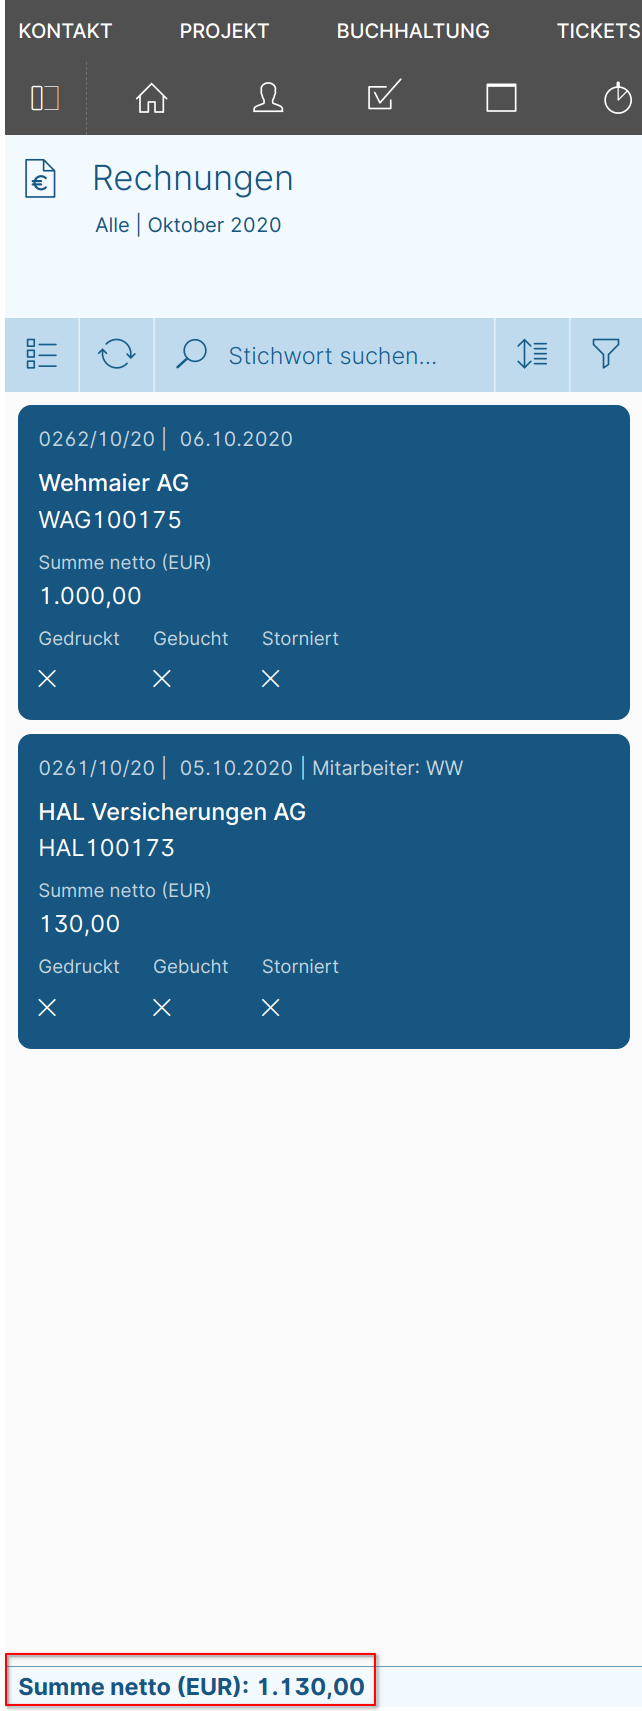 KONTAKT PROJEKT BUCHHALTUNG TICKETS
Rechnungen
Alle | Oktober 2020
Stichwort suchen...
0262/10/20 | 06.10.2020
Wehmaier AG
WAG100175
Summe netto (EUR)
1.000,00
Gedruckt Gebucht Storniert
0261/10/20 | 05.10.2020 | Mitarbeiter: WW
HAL Versicherungen AG
HAL100173
Summe netto (EUR)
130,00
Gedruckt Gebucht Storniert
Summe netto (EUR): 1.130,00